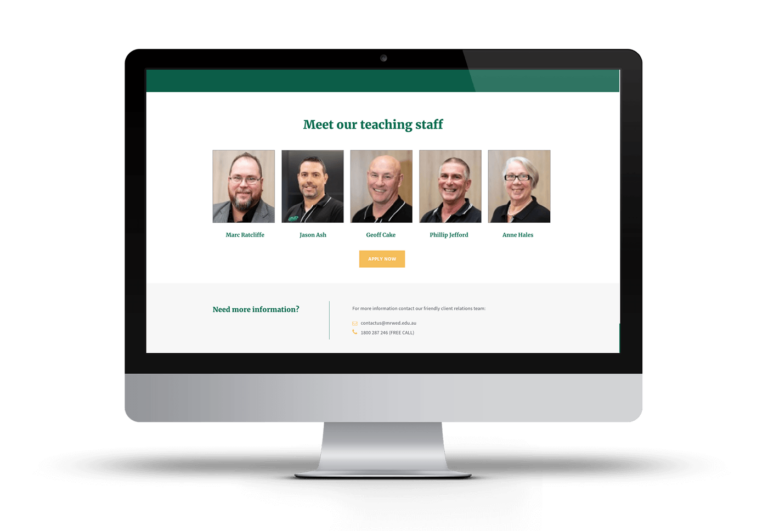 Meet our teaching staff
Marc Ratcliffe
Jason Ash
Geoff Cake
Phillip Jefford
Anne Hales
APPLY NOW
Need more information?
For more information contact our friendly client relations team:
contactus@mrwed.edu.au
1800 287 246 (FREE CALL)